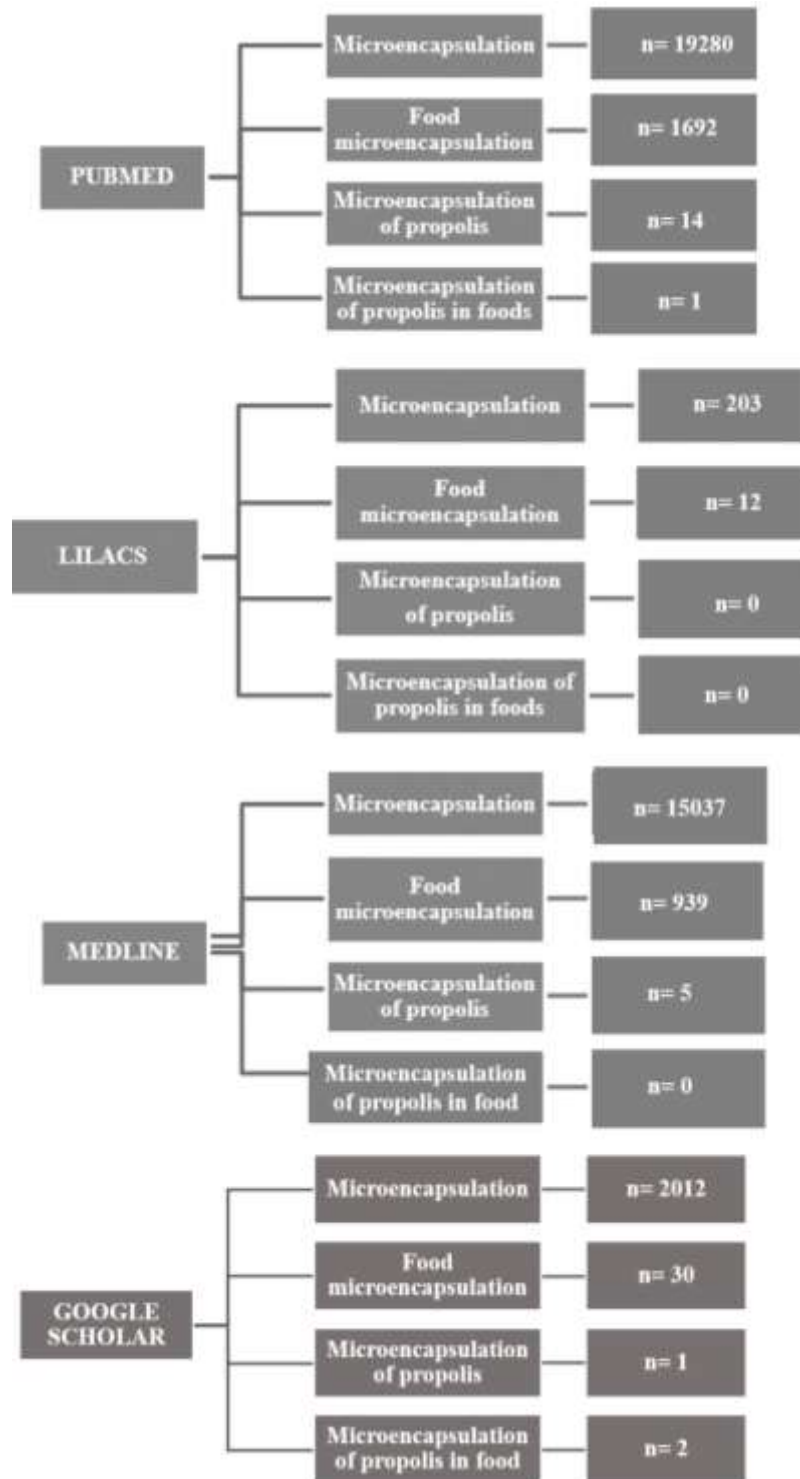 PUBMED
Microencapsulation
n= 19280
Food
microencapsulation
n= 1692
Microencapsulation
of propolis
n= 14
Microencapsulation
of propolis in foods
n= 1
LILACS
Microencapsulation
n= 203
Food
microencapsulation
n= 12
Microencapsulation
of propolis
n= 0
Microencapsulation of
propolis in foods
n= 0
MEDLINE
Microencapsulation
n= 15037
Food
microencapsulation
n= 939
Microencapsulation
of propolis
n= 5
Microencapsulation
of propolis in food
n= 0
GOOGLE
SCHOLAR
Microencapsulation
n= 2012
Food
microencapsulation
n= 30
Microencapsulation
of propolis
n= 1
Microencapsulation
of propolis in food
n= 2